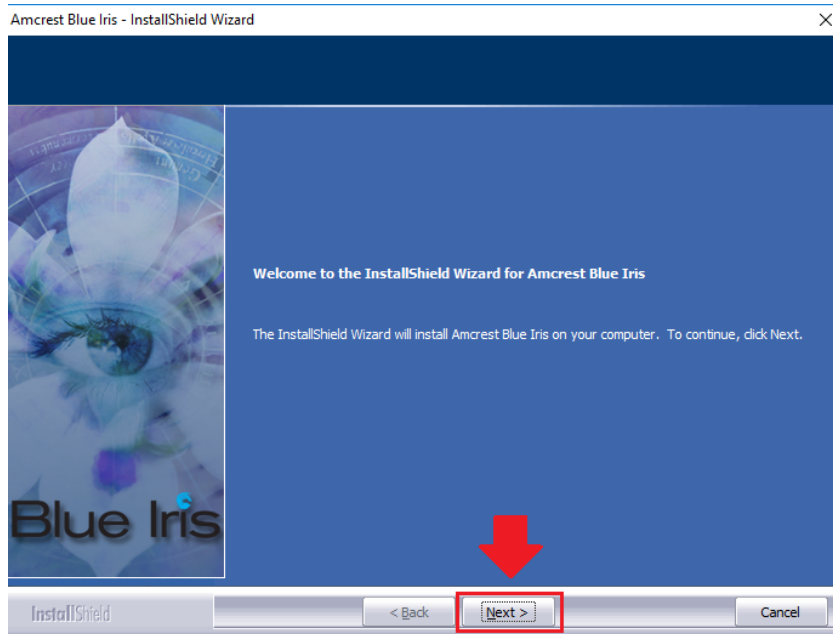 Amcrest Blue Iris - InstallShield Wizard
Welcome to the InstallShield Wizard for Amcrest Blue Iris
The InstallShield Wizard will install Amcrest Blue Iris on your computer. To continue, click Next.
Blue Iris
InstallShield
< Back
Next >
Cancel